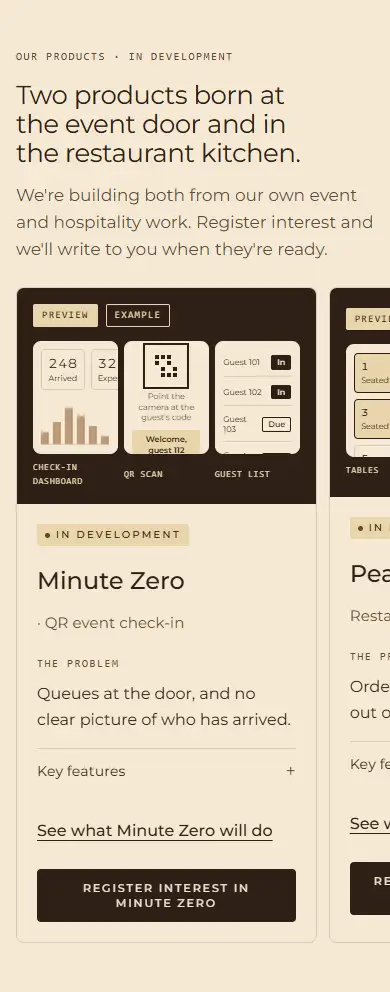 OUR PRODUCTS · IN DEVELOPMENT
Two products born at
the event door and in
the restaurant kitchen.
We're building both from our own event
and hospitality work. Register interest and
we'll write to you when they're ready.
PREVIEW EXAMPLE
248
Arrived
32
Point the
camera at the
guest's code
Welcome,
guest 112
Guest 101 In
Guest 102 In
Guest
103 Due
CHECK-IN
DASHBOARD
QR SCAN
GUEST LIST
IN DEVELOPMENT
Minute Zero
· QR event check-in
THE PROBLEM
Queues at the door, and no
clear picture of who has arrived.
Key features +
See what Minute Zero will do
REGISTER INTEREST IN
MINUTE ZERO
1
Seated
3
Seated
TABLES
IN
THE
out
Key
See